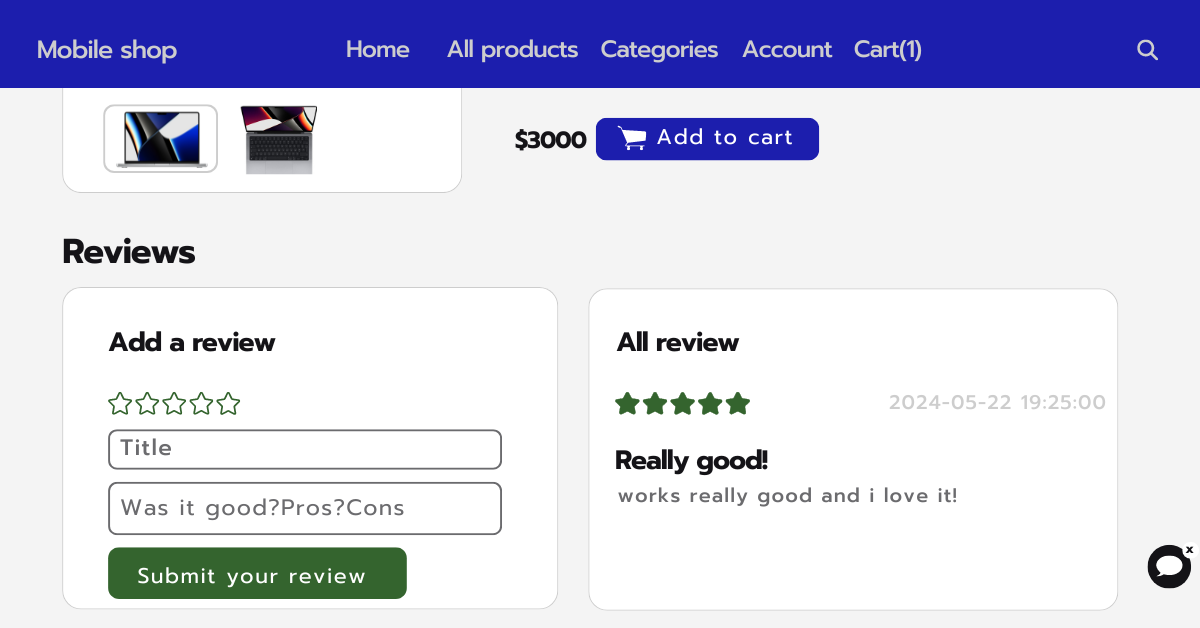 Mobile shop Home All products Categories Account Cart(1)
$3000 Add to cart
Reviews
Add a review
Title
Was it good?Pros?Cons
Submit your review
All review
2024-05-22 19:25:00
Really good!
works really good and i love it!
x